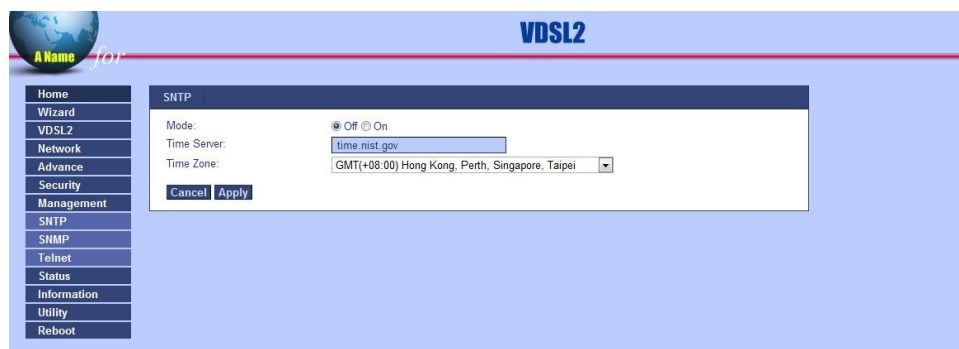 VDSL2
A Name for
Home
Wizard
VDSL2
Network
Advance
Security
Management
SNTP
SNMP
Telnet
Status
Information
Utility
Reboot
SNTP
Mode: Off On
Time Server: time.nist.gov
Time Zone: GMT(+08:00) Hong Kong, Perth, Singapore, Taipei
Cancel Apply